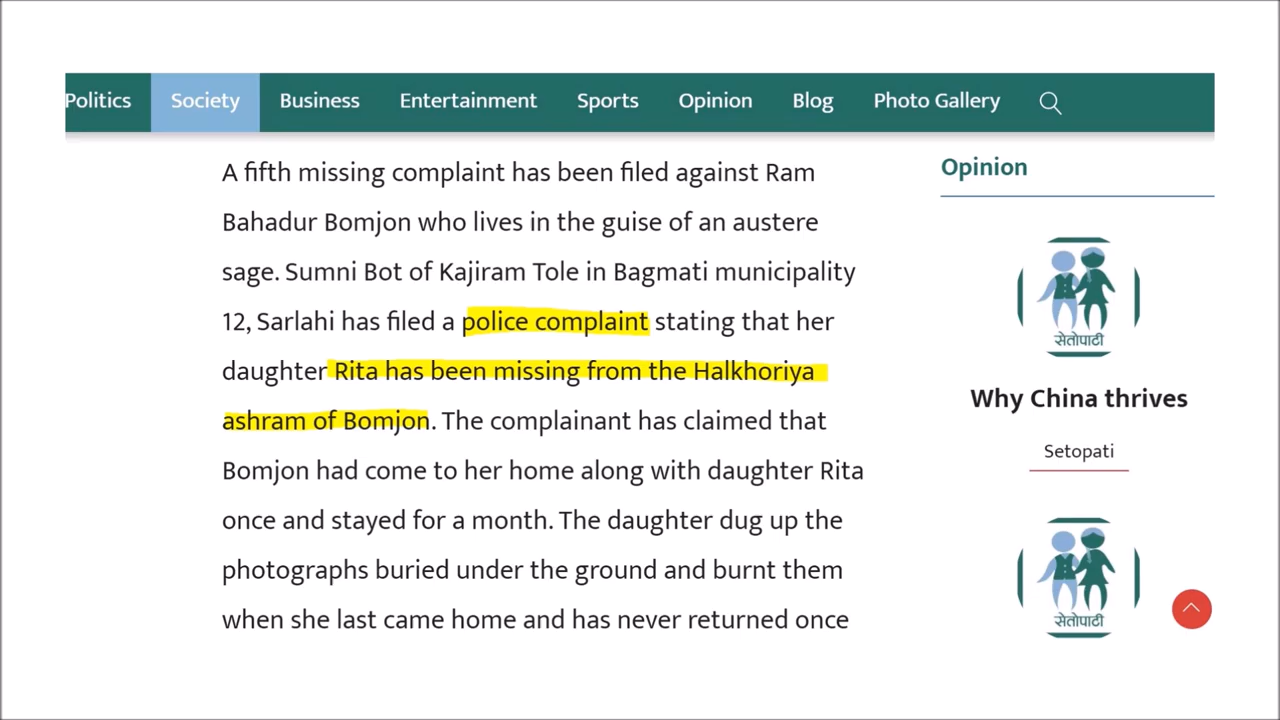 Politics Society Business Entertainment Sports Opinion Blog Photo Gallery
A fifth missing complaint has been filed against Ram
Bahadur Bomjon who lives in the guise of an austere
sage. Sumni Bot of Kajiram Tole in Bagmati municipality
12, Sarlahi has filed a police complaint stating that her
daughter Rita has been missing from the Halkhoriya
ashram of Bomjon. The complainant has claimed that
Bomjon had come to her home along with daughter Rita
once and stayed for a month. The daughter dug up the
photographs buried under the ground and burnt them
when she last came home and has never returned once
Opinion
सेतोपाटी
Why China thrives
Setopati
सेतोपाटी